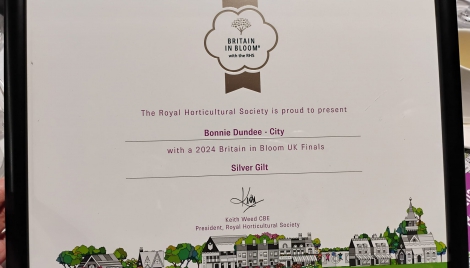 BRITAIN
IN BLOOM®
with the RHS
The Royal Horticultural Society is proud to present
Bonnie Dundee - City
with a 2024 Britain in Bloom UK Finals
Silver Gilt
Keith Weed CBE
President, Royal Horticultural Society